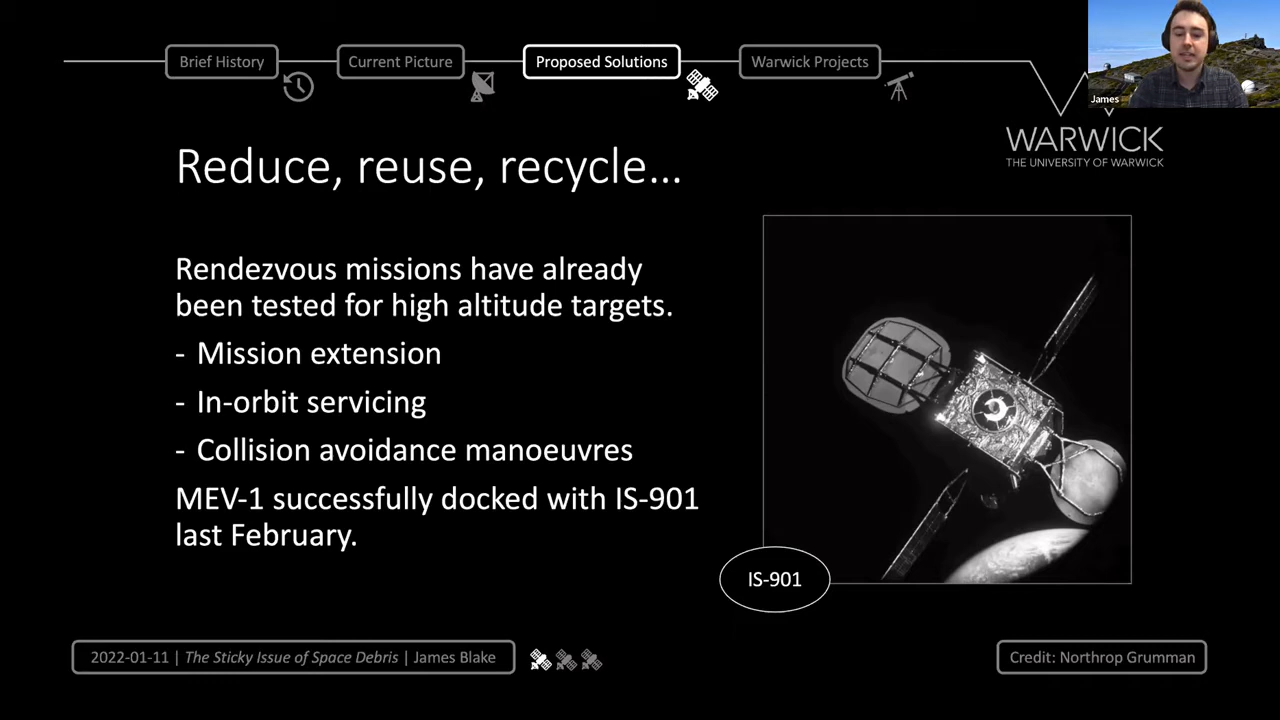 Brief History
Current Picture
Proposed Solutions
Warwick Projects
James
WARWICK
THE UNIVERSITY OF WARWICK
Reduce, reuse, recycle...
Rendezvous missions have already
been tested for high altitude targets.
- Mission extension
- In-orbit servicing
- Collision avoidance manoeuvres
MEV-1 successfully docked with IS-901
last February.
IS-901
2022-01-11 | The Sticky Issue of Space Debris | James Blake
Credit: Northrop Grumman